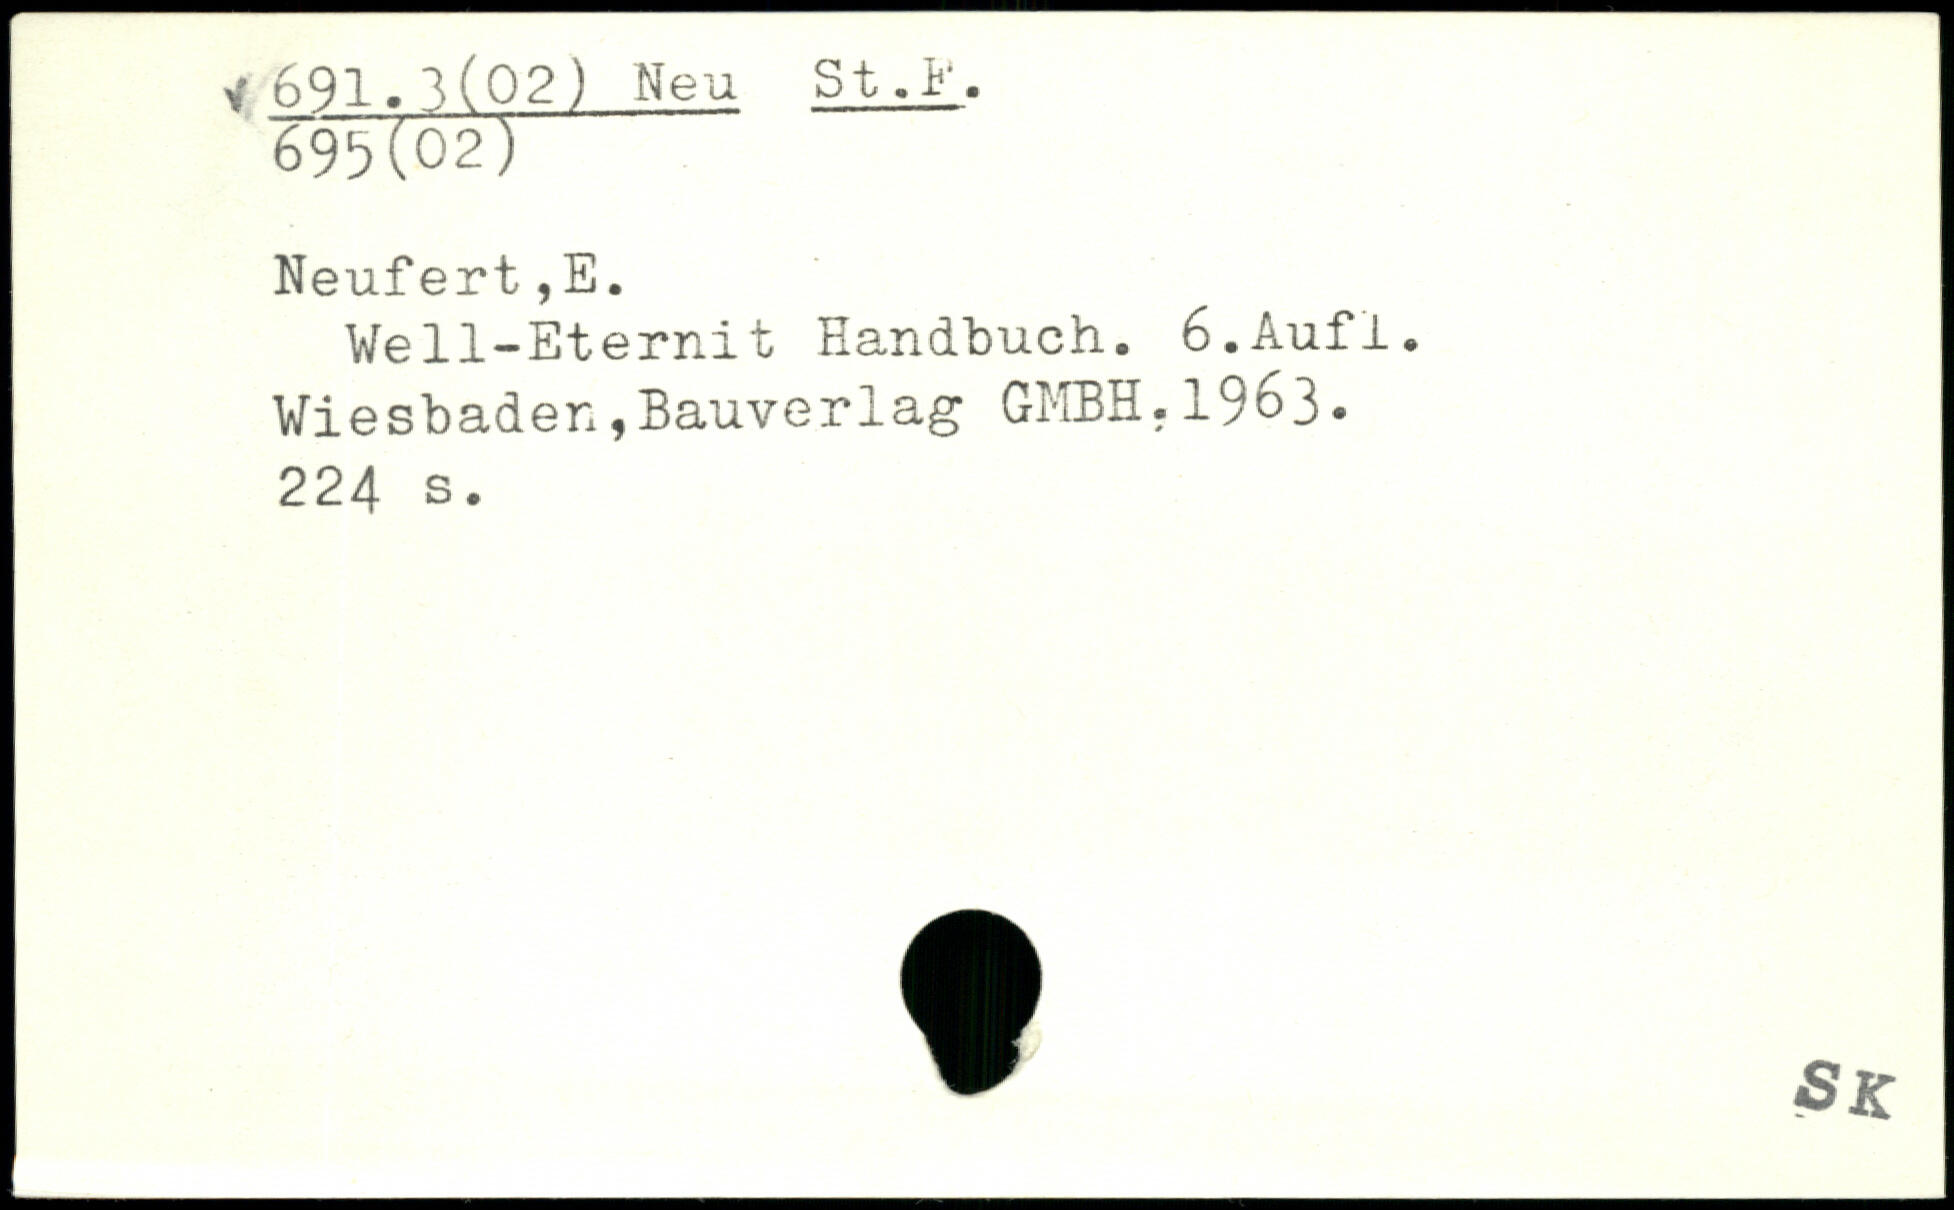 691.3(02) Neu St.F.
695(02)
Neufert,E.
Well-Eternit Handbuch. 6.Aufl.
Wiesbaden,Bauverlag GMBH,1963.
224 s.
SK